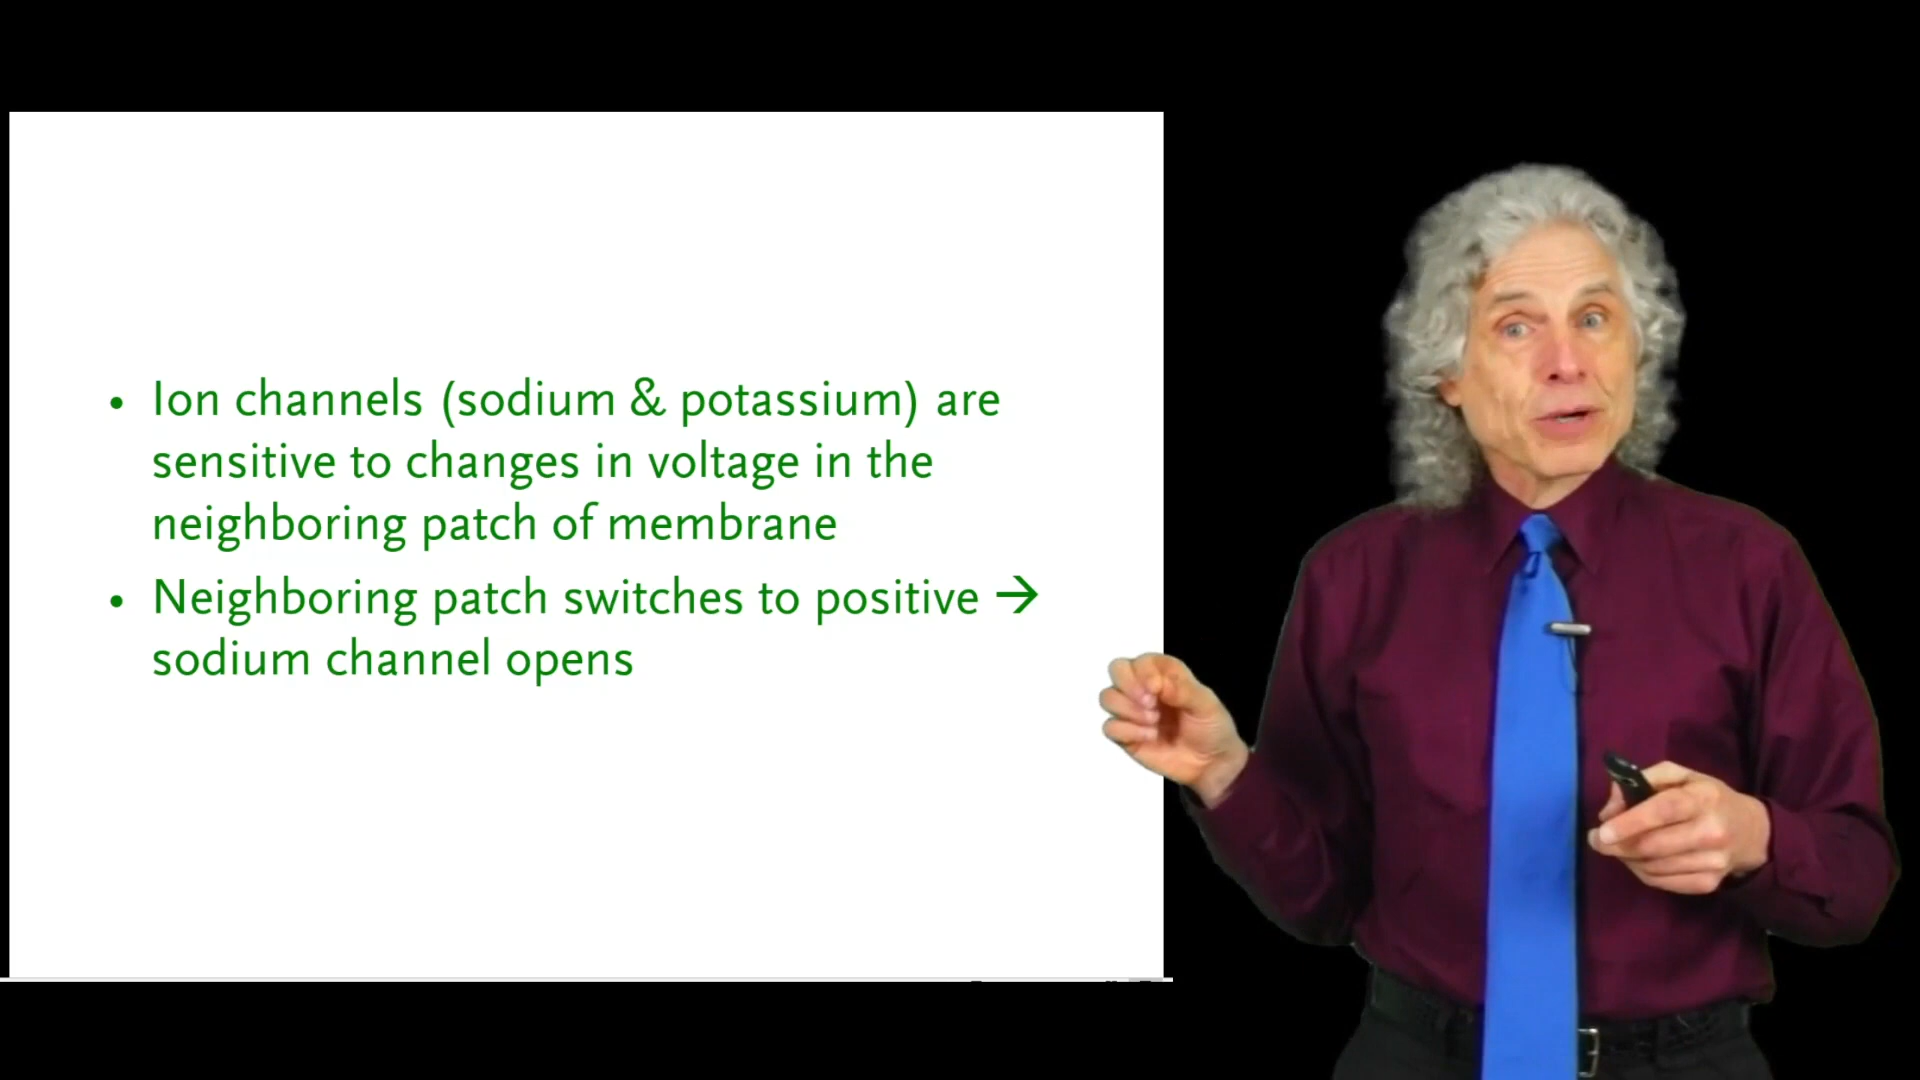 • Ion channels (sodium & potassium) are
sensitive to changes in voltage in the
neighboring patch of membrane
• Neighboring patch switches to positive →
sodium channel opens